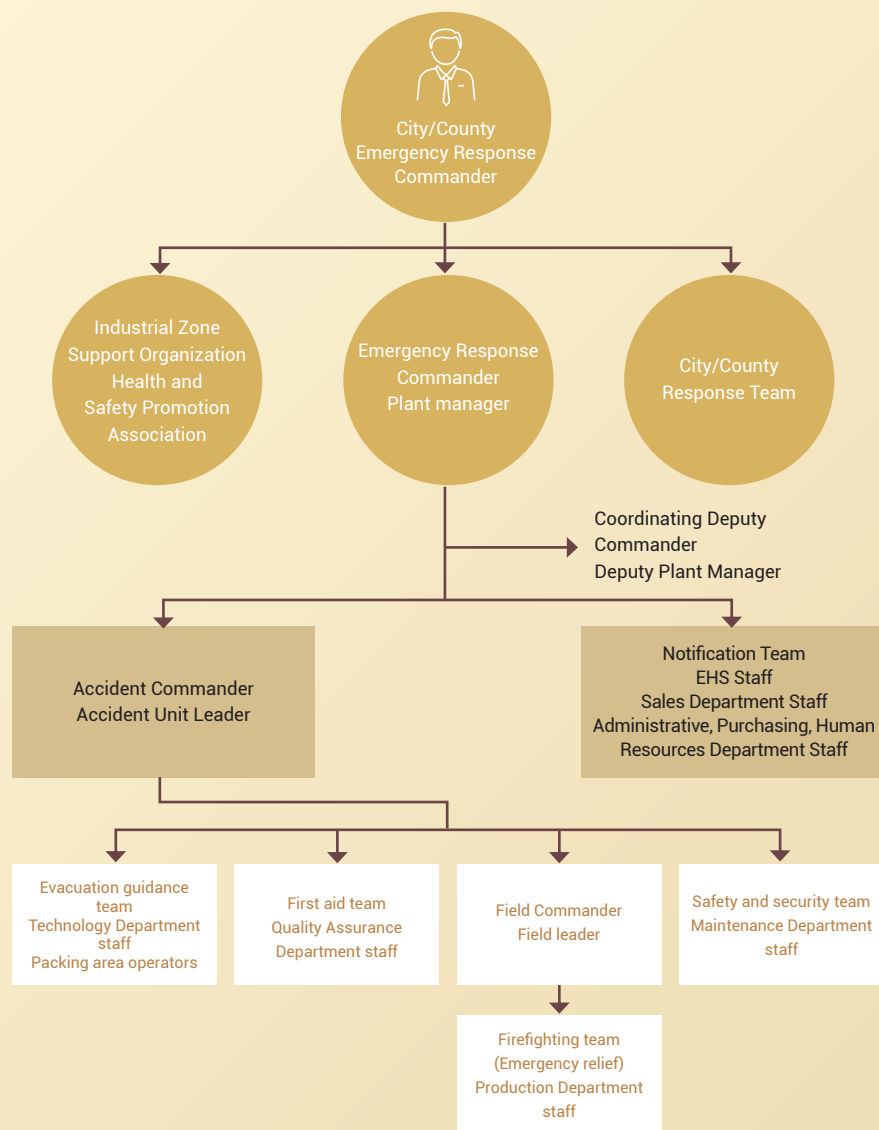 City/County
Emergency Response
Commander
Industrial Zone
Support Organization
Health and
Safety Promotion
Association
Emergency Response
Commander
Plant manager
City/County
Response Team
Coordinating Deputy
Commander
Deputy Plant Manager
Accident Commander
Accident Unit Leader
Notification Team
EHS Staff
Sales Department Staff
Administrative, Purchasing, Human
Resources Department Staff
Evacuation guidance
team
Technology Department
staff
Packing area operators
First aid team
Quality Assurance
Department staff
Field Commander
Field leader
Safety and security team
Maintenance Department
staff
Firefighting team
(Emergency relief)
Production Department
staff